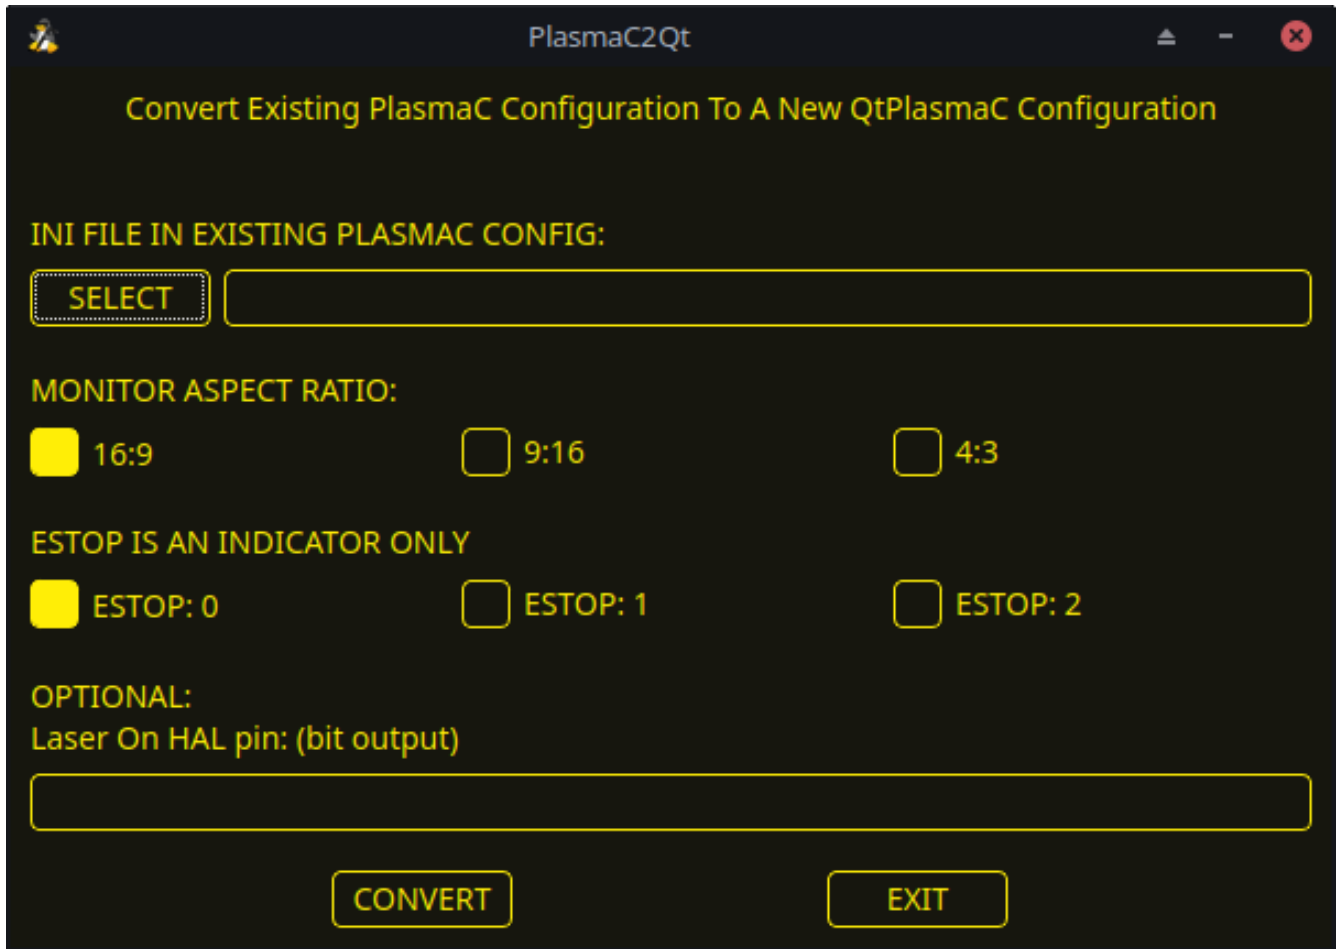 PlasmaC2Qt
Convert Existing PlasmaC Configuration To A New QtPlasmaC Configuration
INI FILE IN EXISTING PLASMAC CONFIG:
SELECT
MONITOR ASPECT RATIO:
16:9 9:16 4:3
ESTOP IS AN INDICATOR ONLY
ESTOP: 0 ESTOP: 1 ESTOP: 2
OPTIONAL:
Laser On HAL pin: (bit output)
CONVERT EXIT